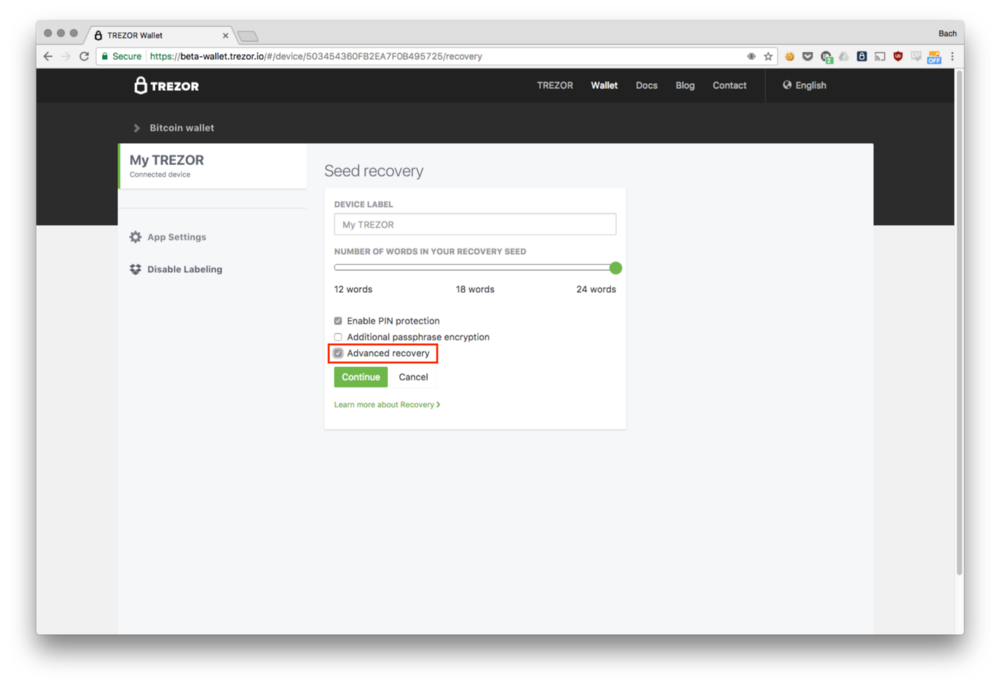 TREZOR Wallet
Bach
Secure https://beta-wallet.trezor.io/#/device/503454360FB2EA7F0B495725/recovery
OFF
TREZOR
TREZOR Wallet Docs Blog Contact English
Bitcoin wallet
My TREZOR
Connected device
App Settings
Disable Labeling
Seed recovery
DEVICE LABEL
My TREZOR
NUMBER OF WORDS IN YOUR RECOVERY SEED
12 words 18 words 24 words
Enable PIN protection
Additional passphrase encryption
Advanced recovery
Continue Cancel
Learn more about Recovery